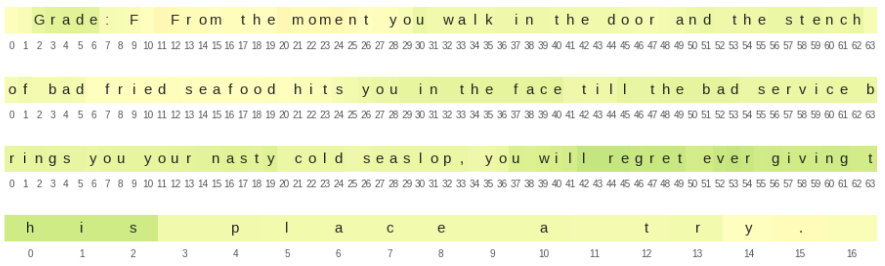 Grade: F From the moment you walk in the door and the stench
0 1 2 3 4 5 6 7 8 9 10 11 12 13 14 15 16 17 18 19 20 21 22 23 24 25 26 27 28 29 30 31 32 33 34 35 36 37 38 39 40 41 42 43 44 45 46 47 48 49 50 51 52 53 54 55 56 57 58 59 60 61 62 63
of bad fried seafood hits you in the face till the bad service b
0 1 2 3 4 5 6 7 8 9 10 11 12 13 14 15 16 17 18 19 20 21 22 23 24 25 26 27 28 29 30 31 32 33 34 35 36 37 38 39 40 41 42 43 44 45 46 47 48 49 50 51 52 53 54 55 56 57 58 59 60 61 62 63
rings you your nasty cold seaslop, you will regret ever giving t
0 1 2 3 4 5 6 7 8 9 10 11 12 13 14 15 16 17 18 19 20 21 22 23 24 25 26 27 28 29 30 31 32 33 34 35 36 37 38 39 40 41 42 43 44 45 46 47 48 49 50 51 52 53 54 55 56 57 58 59 60 61 62 63
his place a try.
0 1 2 3 4 5 6 7 8 9 10 11 12 13 14 15 16